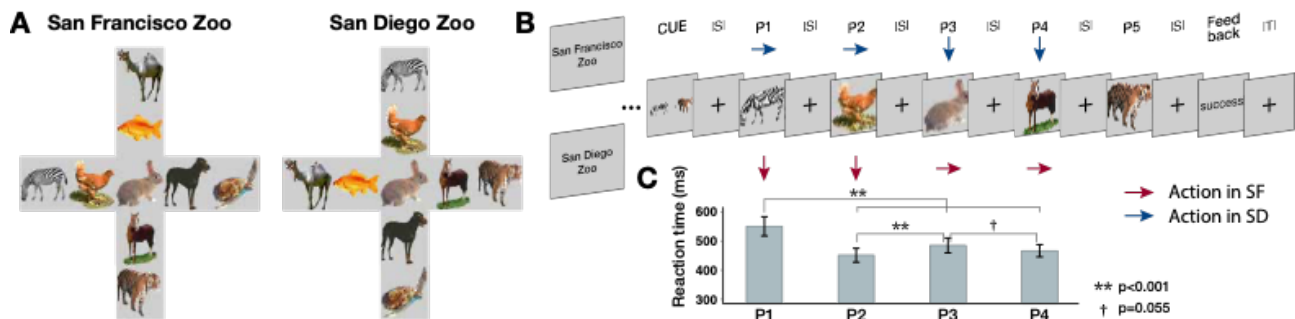 A
San Francisco Zoo
San Diego Zoo
B
San Francisco
Zoo
San Diego
Zoo
CUE ISI P1 ISI P2 ISI P3 ISI P4 ISI P5 ISI Feed
back ITI
...
+ + + + + success +
C
Action in SF
Action in SD
Reaction time (ms)
600
500
400
300
**
** †
P1 P2 P3 P4
** p<0.001
† p=0.055